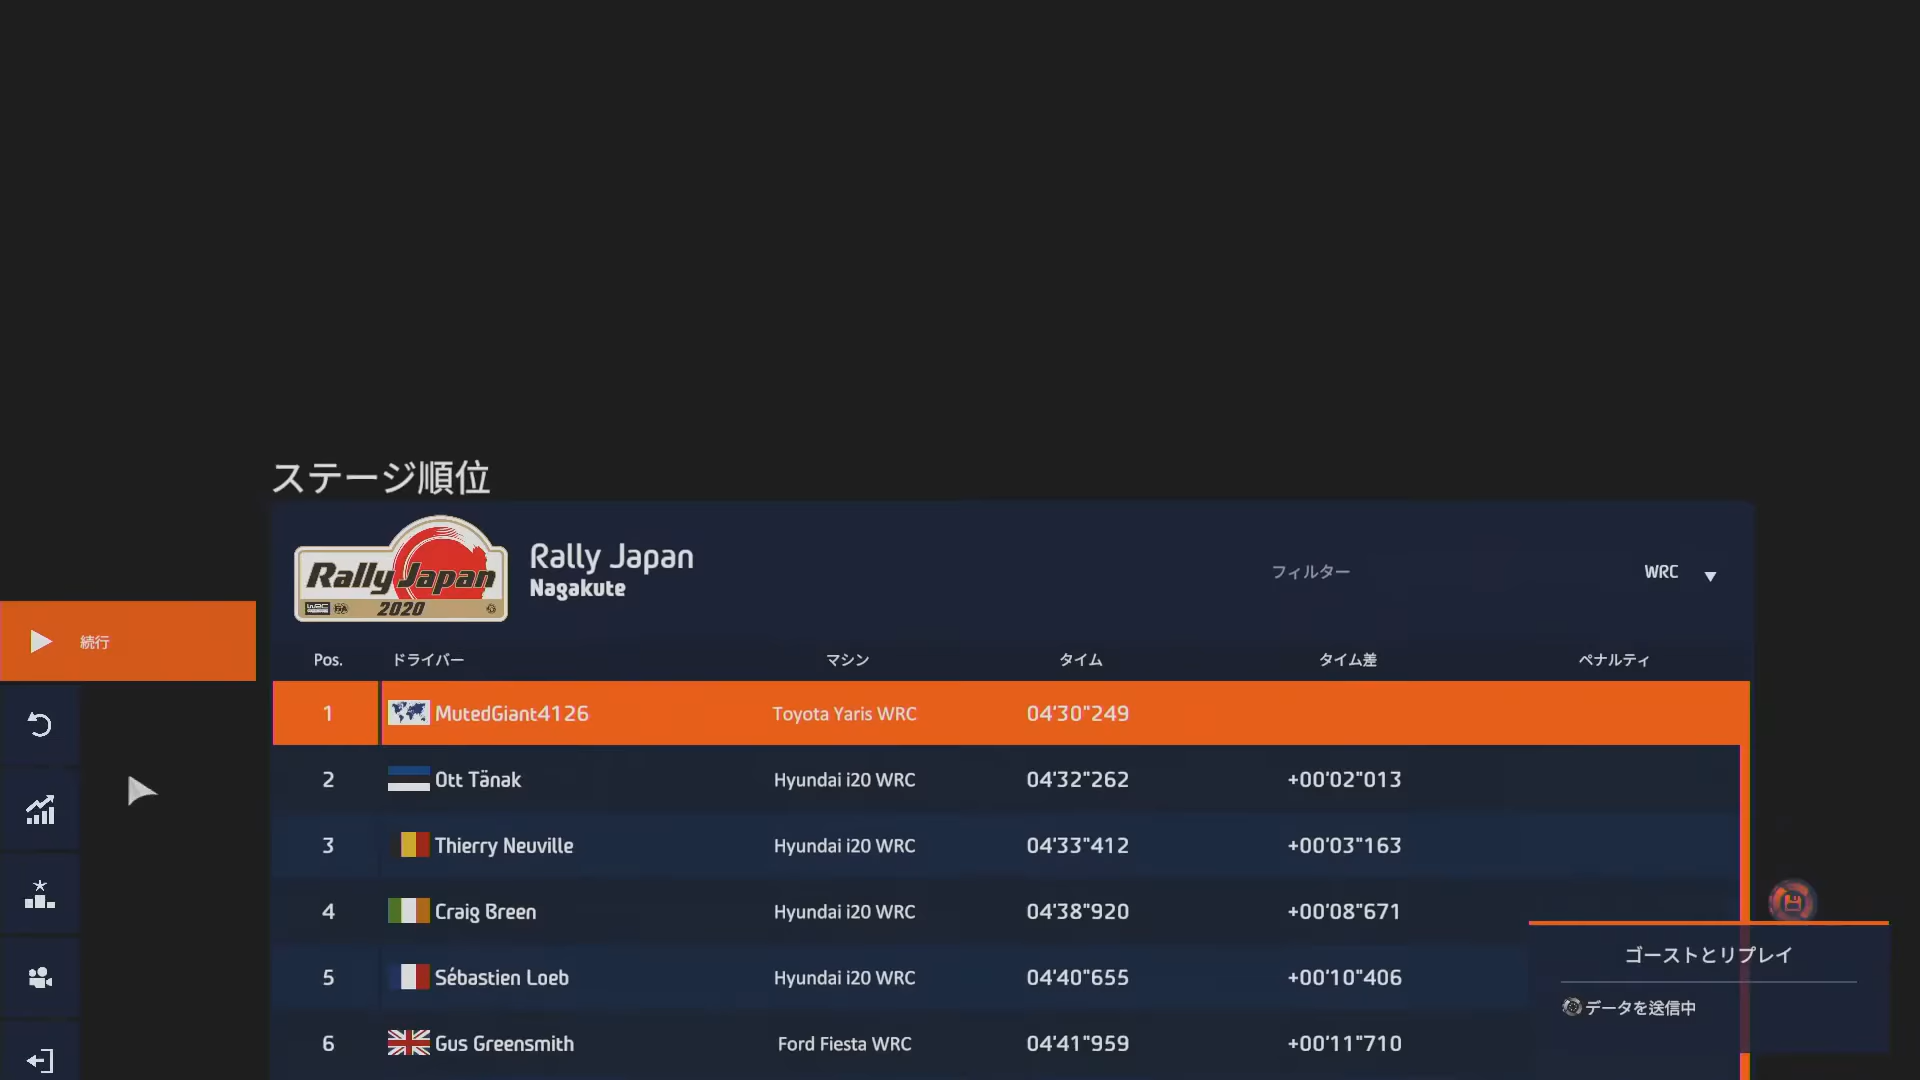 ステージ順位
Rally Japan
2020
Rally Japan
Nagakute
フィルター
WRC
続行
Pos. ドライバー マシン タイム タイム差 ペナルティ
1 MutedGiant4126 Toyota Yaris WRC 04'30"249
2 Ott Tänak Hyundai i20 WRC 04'32"262 +00'02"013
3 Thierry Neuville Hyundai i20 WRC 04'33"412 +00'03"163
4 Craig Breen Hyundai i20 WRC 04'38"920 +00'08"671
5 Sébastien Loeb Hyundai i20 WRC 04'40"655 +00'10"406
6 Gus Greensmith Ford Fiesta WRC 04'41"959 +00'11"710
ゴーストとリプレイ
データを送信中